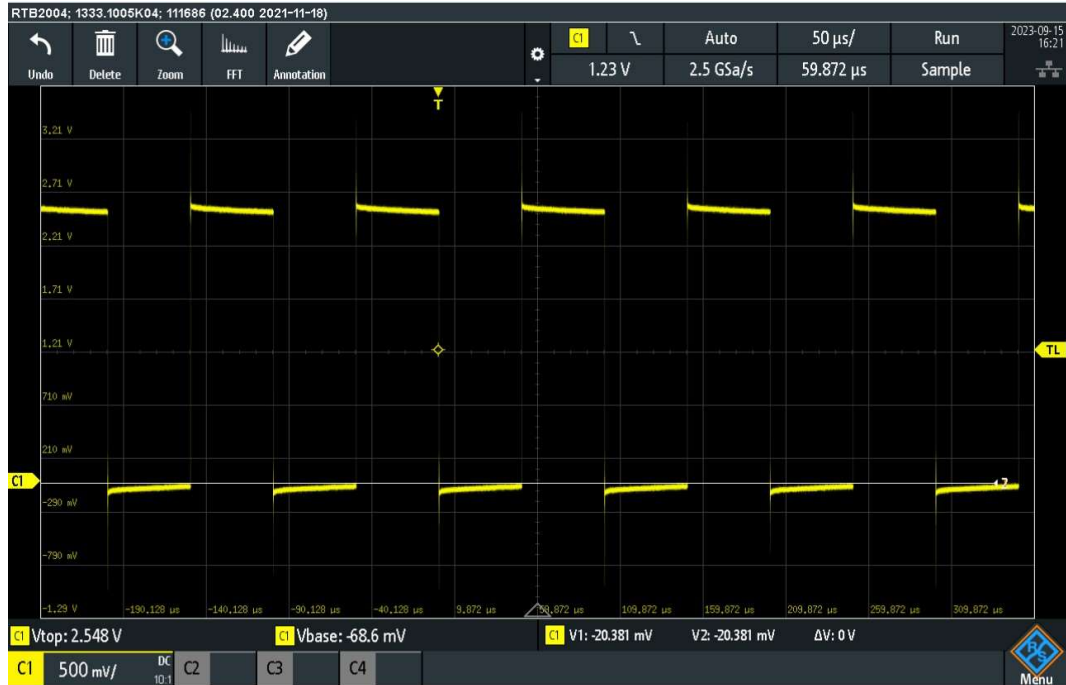 RTB2004; 1333.1005K04; 111686 (02.400 2021-11-18)
Undo Delete Zoom FFT Annotation
C1 Auto 50 µs/ Run
1.23 V 2.5 GSa/s 59.872 µs Sample
2023-09-15
16:21
T
3.21 V
2.71 V
2.21 V
1.71 V
1.21 V
TL
710 mV
210 mV
C1
-290 mV
-790 mV
-1.29 V -190.128 µs -140.128 µs -90.128 µs -40.128 µs 9.872 µs 59.872 µs 109.872 µs 159.872 µs 209.872 µs 259.872 µs 309.872 µs
C1 Vtop: 2.548 V C1 Vbase: -68.6 mV C1 V1: -20.381 mV V2: -20.381 mV ΔV: 0 V
C1 500 mV/ DC 10:1 C2 C3 C4
R&S
Menu